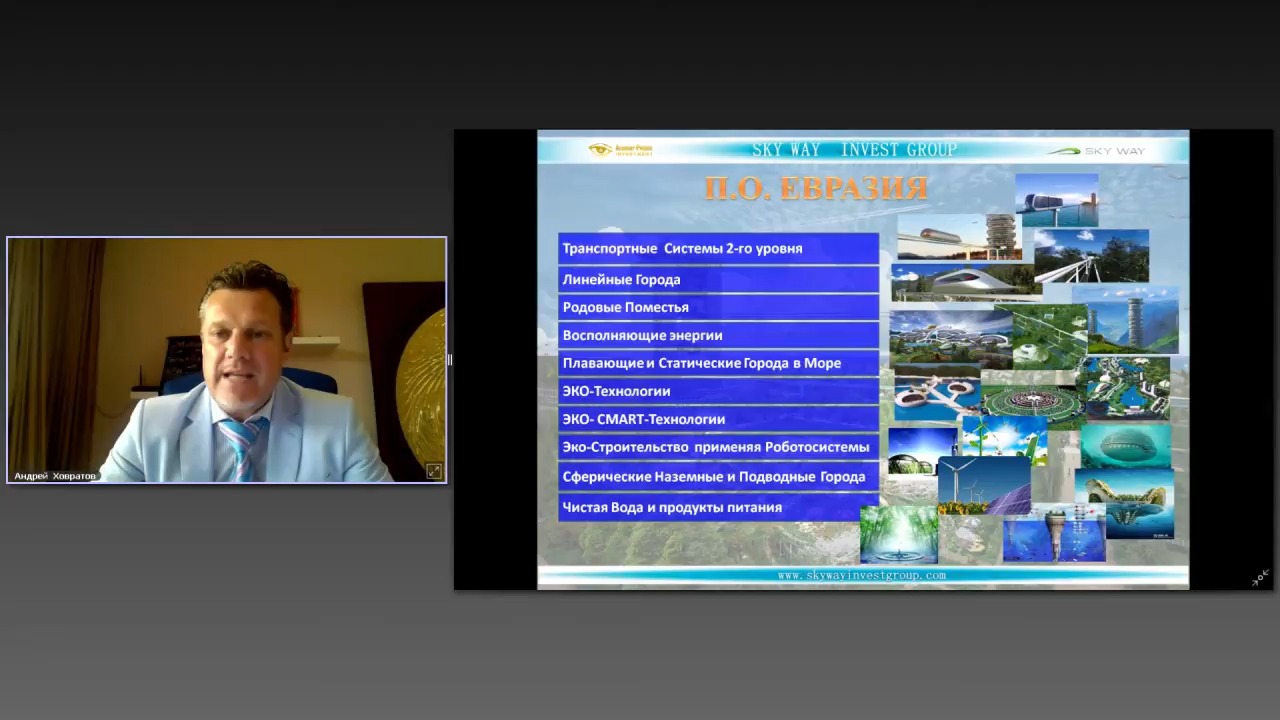 SKY WAY INVEST GROUP
SKY WAY
П.О. ЕВРАЗИЯ
Транспортные Системы 2-го уровня
Линейные Города
Родовые Поместья
Восполняющие энергии
Плавающие и Статические Города в Море
ЭКО-Технологии
ЭКО- СМАRT-Технологии
Эко-Строительство применяя Роботосистемы
Сферические Наземные и Подводные Города
Чистая Вода и продукты питания
www.skywayinvestgroup.com
Андрей Ховратов